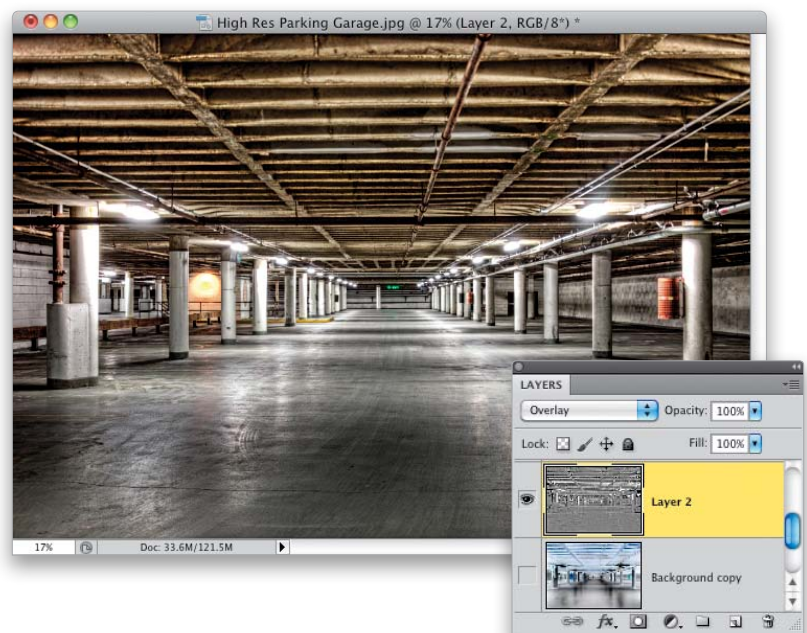 High Res Parking Garage.jpg @ 17% (Layer 2, RGB/8*) *
17%
Doc: 33.6M/121.5M
LAYERS
Overlay
Opacity: 100%
Lock:
Fill: 100%
Layer 2
Background copy
fx.